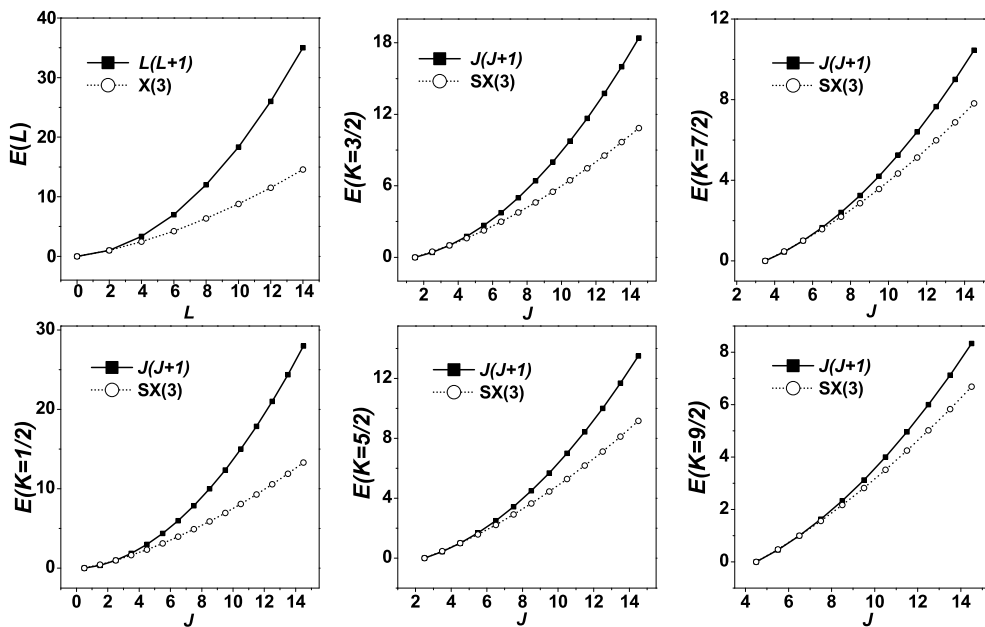 E(L)
40
30
20
10
0
L(L+1)
X(3)
0 2 4 6 8 10 12 14
L
E(K=3/2)
18
12
6
0
J(J+1)
SX(3)
2 4 6 8 10 12 14
J
E(K=7/2)
12
8
4
0
J(J+1)
SX(3)
2 4 6 8 10 12 14
J
E(K=1/2)
30
20
10
0
J(J+1)
SX(3)
0 2 4 6 8 10 12 14
J
E(K=5/2)
12
8
4
0
J(J+1)
SX(3)
2 4 6 8 10 12 14
J
E(K=9/2)
8
6
4
2
0
J(J+1)
SX(3)
4 6 8 10 12 14
J